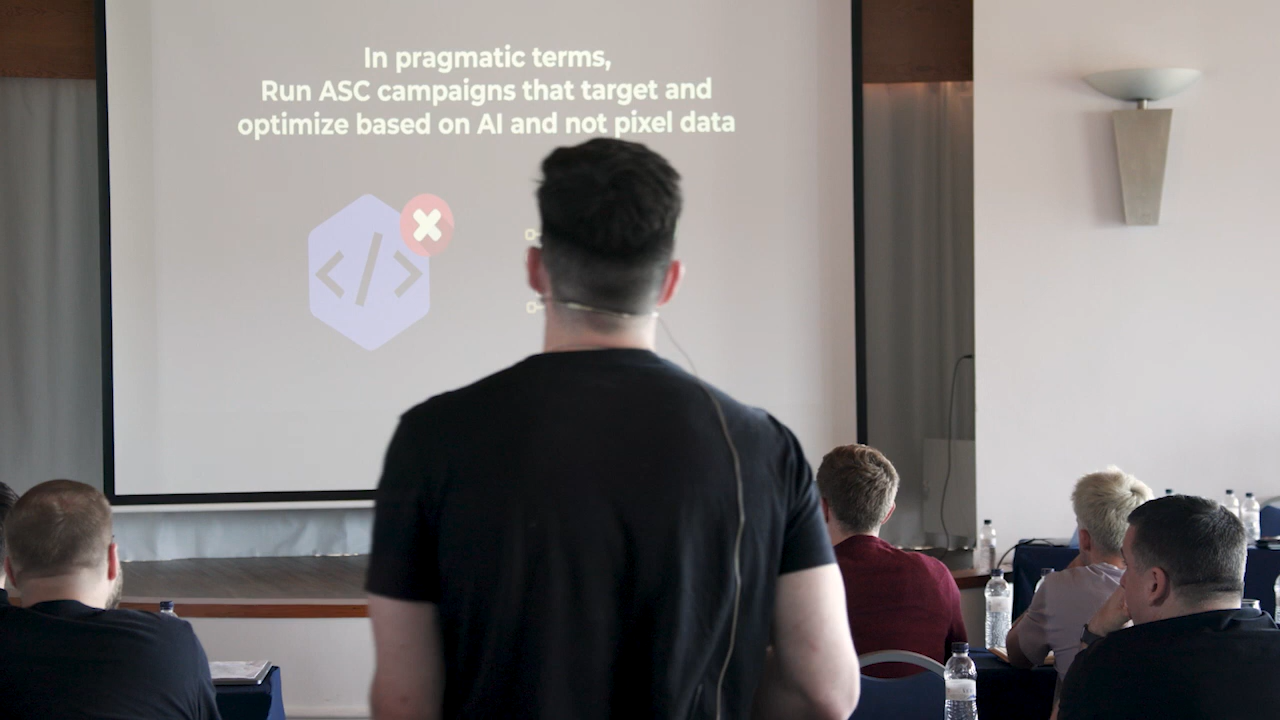 In pragmatic terms,
Run ASC campaigns that target and
optimize based on AI and not pixel data
</>